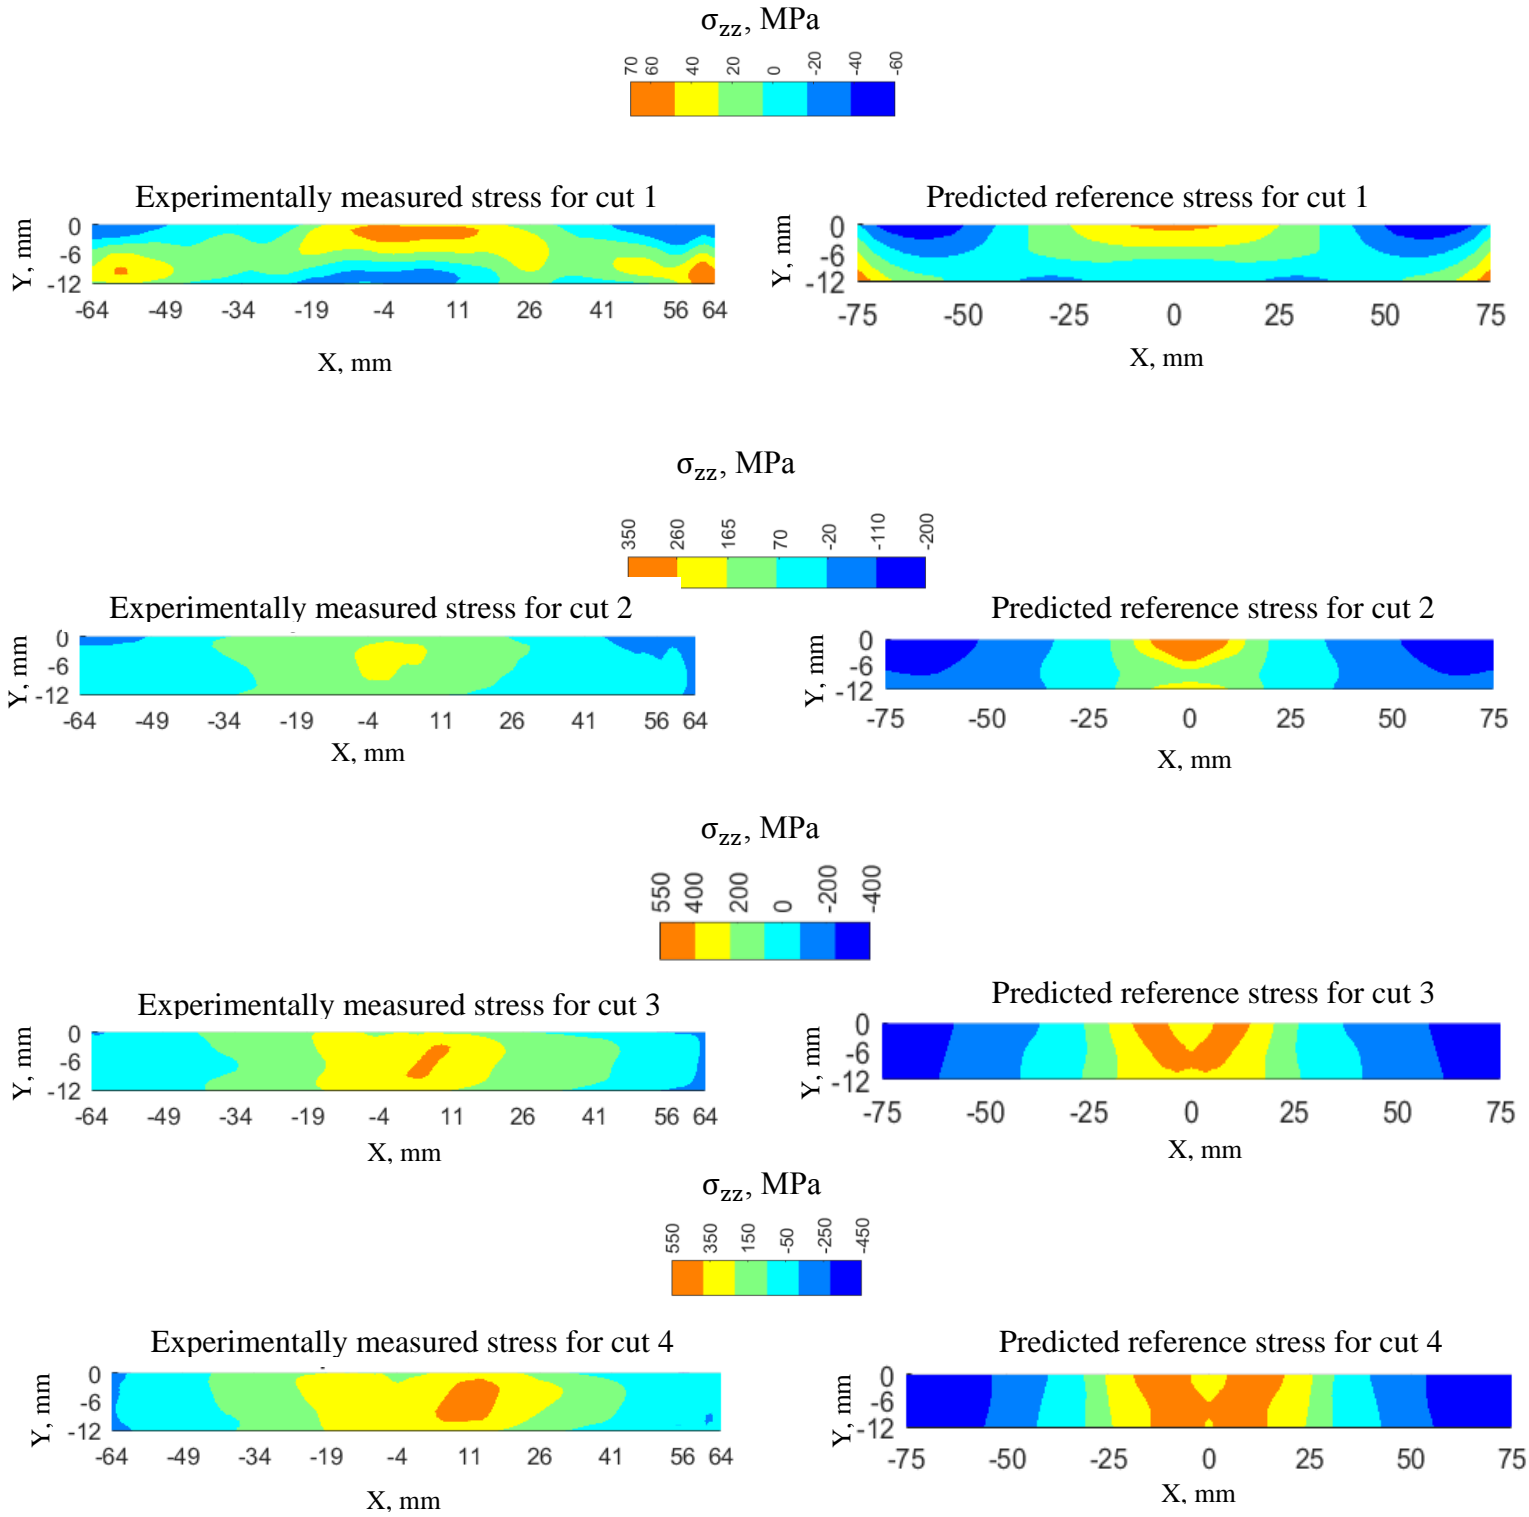 σzz, MPa
70 60 40 20 0 -20 -40 -60
Experimentally measured stress for cut 1
Y, mm
0
-6
-12
-64 -49 -34 -19 -4 11 26 41 56 64
X, mm
Predicted reference stress for cut 1
Y, mm
0
-6
-12
-75 -50 -25 0 25 50 75
X, mm
σzz, MPa
350 260 165 70 -20 -110 -200
Experimentally measured stress for cut 2
Y, mm
0
-6
-12
-64 -49 -34 -19 -4 11 26 41 56 64
X, mm
Predicted reference stress for cut 2
Y, mm
0
-6
-12
-75 -50 -25 0 25 50 75
X, mm
σzz, MPa
550 400 200 0 -200 -400
Experimentally measured stress for cut 3
Y, mm
0
-6
-12
-64 -49 -34 -19 -4 11 26 41 56 64
X, mm
Predicted reference stress for cut 3
Y, mm
0
-6
-12
-75 -50 -25 0 25 50 75
X, mm
σzz, MPa
550 350 150 -50 -250 -450
Experimentally measured stress for cut 4
Y, mm
0
-6
-12
-64 -49 -34 -19 -4 11 26 41 56 64
X, mm
Predicted reference stress for cut 4
Y, mm
0
-6
-12
-75 -50 -25 0 25 50 75
X, mm